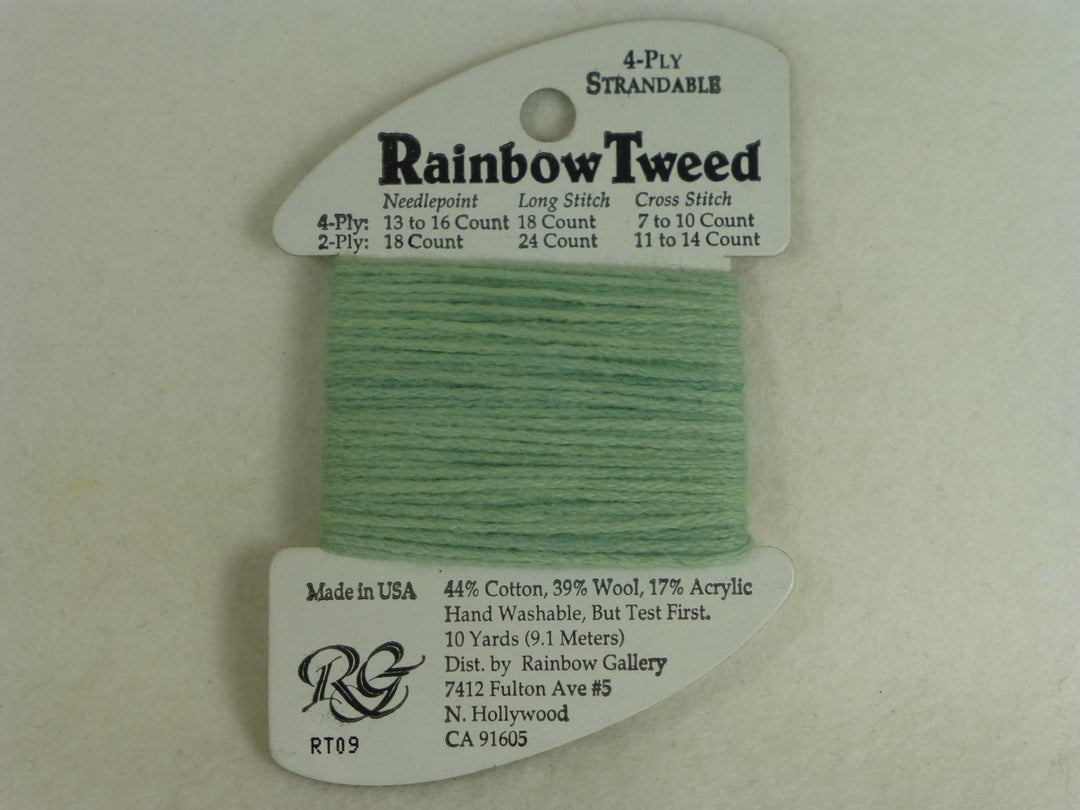 4-Ply
Strandable
Rainbow Tweed
Needlepoint Long Stitch Cross Stitch
4-Ply: 13 to 16 Count 18 Count 7 to 10 Count
2-Ply: 18 Count 24 Count 11 to 14 Count
Made in USA
44% Cotton, 39% Wool, 17% Acrylic
Hand Washable, But Test First.
10 Yards (9.1 Meters)
Dist. by Rainbow Gallery
7412 Fulton Ave #5
N. Hollywood
CA 91605
RG
RT09